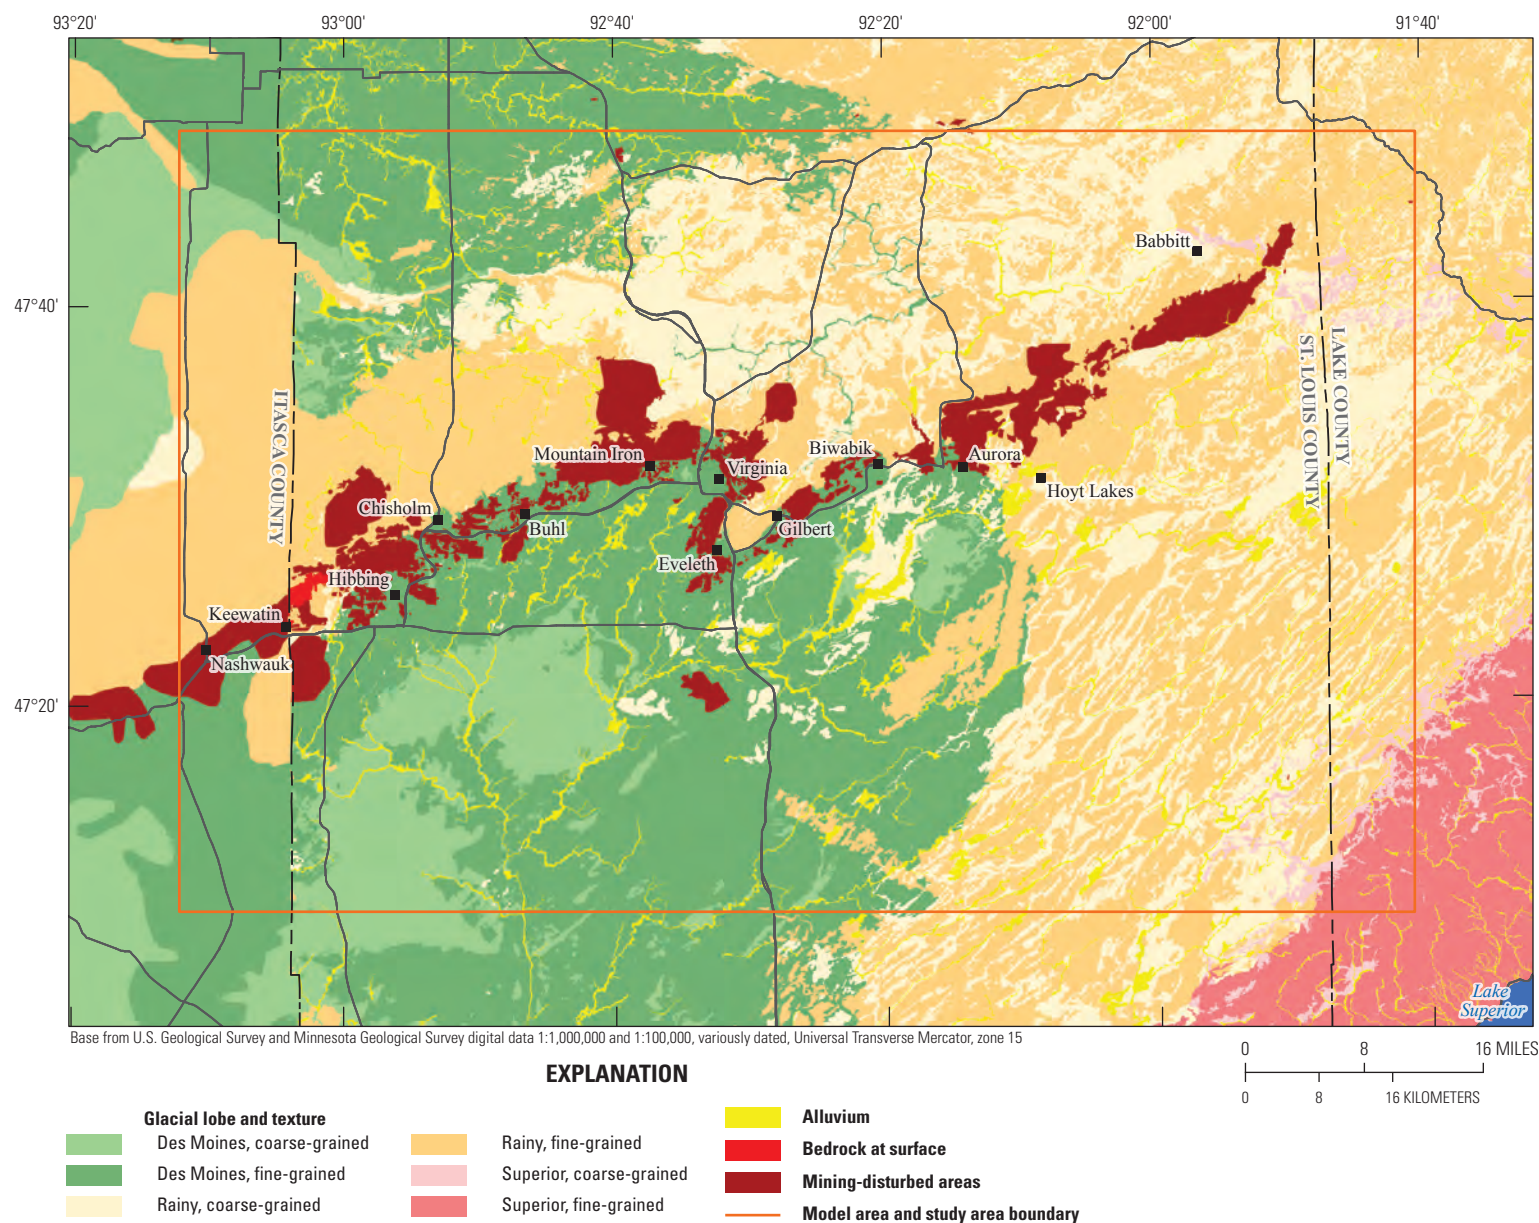 93°20'
93°00'
92°40'
92°20'
92°00'
91°40'
Babbitt
47°40'
ITASCA COUNTY
LAKE COUNTY
ST. LOUIS COUNTY
Mountain Iron
Virginia
Biwabik
Aurora
Hoyt Lakes
Chisholm
Buhl
Gilbert
Eveleth
Hibbing
Keewatin
Nashwauk
47°20'
Lake
Superior
Base from U.S. Geological Survey and Minnesota Geological Survey digital data 1:1,000,000 and 1:100,000, variously dated, Universal Transverse Mercator, zone 15
0 8 16 MILES
0 8 16 KILOMETERS
EXPLANATION
Glacial lobe and texture
Des Moines, coarse-grained
Des Moines, fine-grained
Rainy, coarse-grained
Rainy, fine-grained
Superior, coarse-grained
Superior, fine-grained
Alluvium
Bedrock at surface
Mining-disturbed areas
Model area and study area boundary